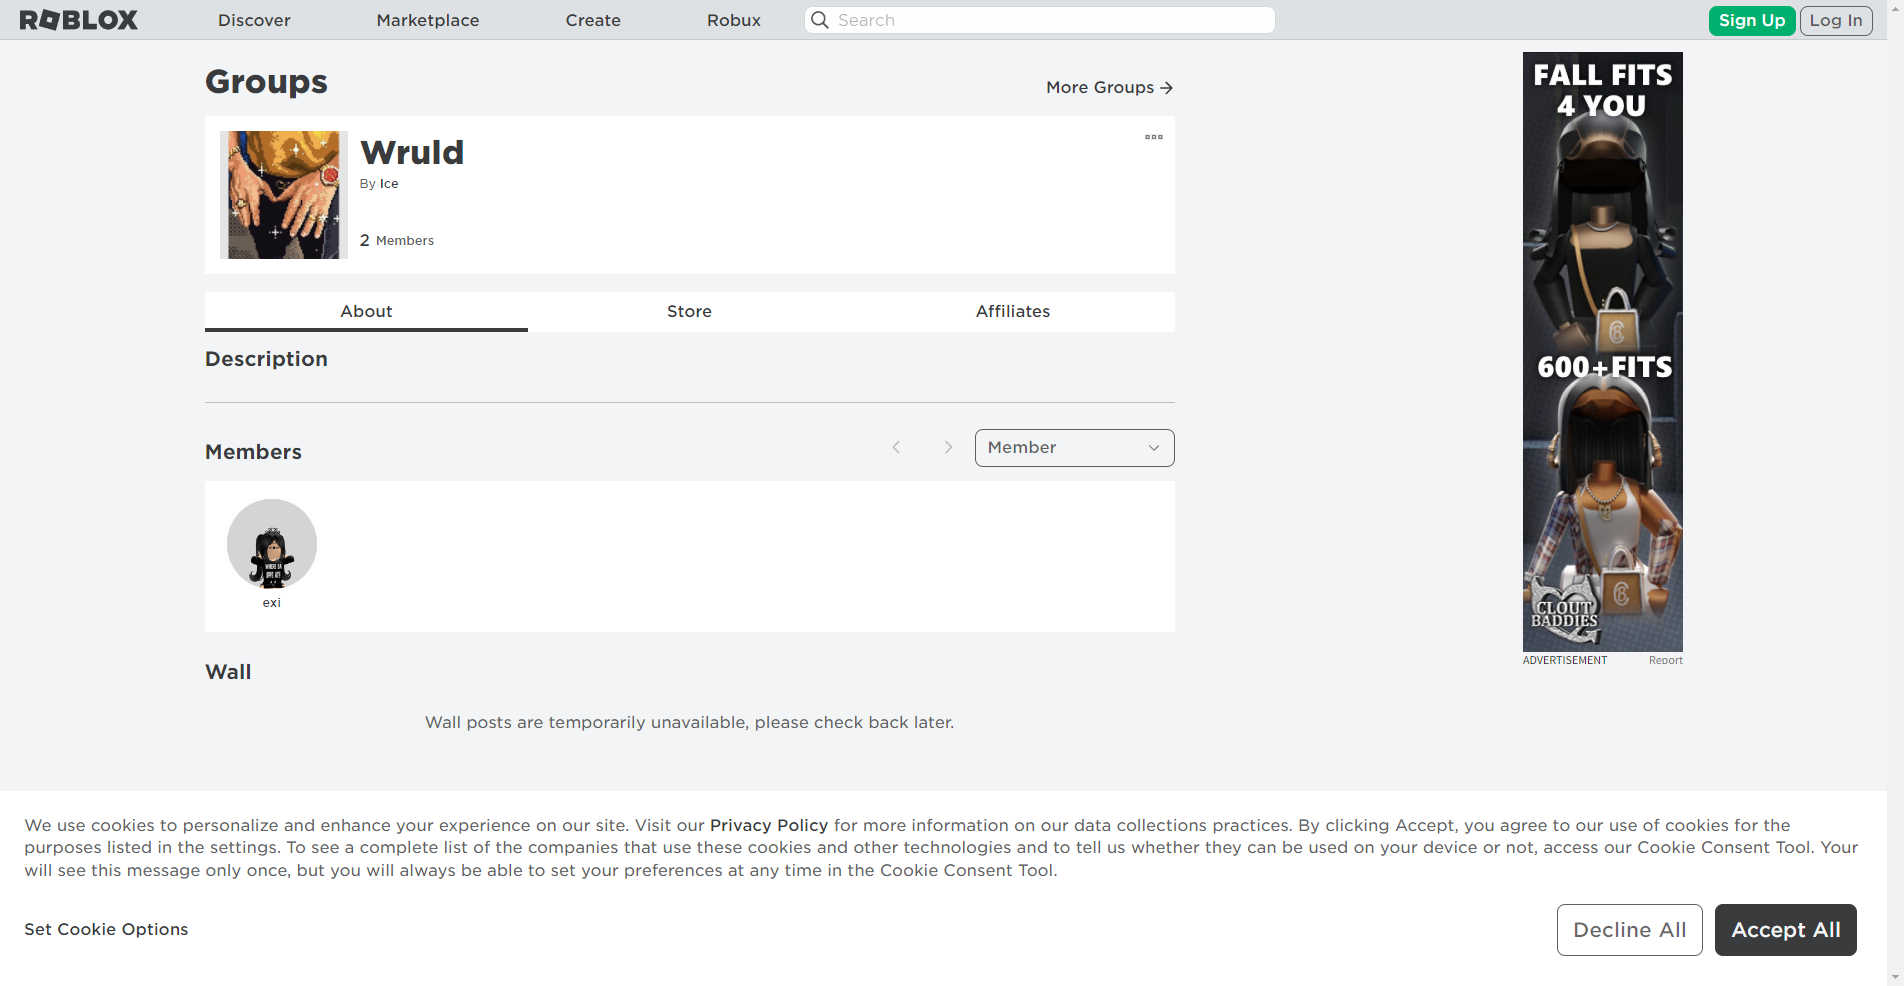 ROBLOX
Discover
Marketplace
Create
Robux
Search
Sign Up
Log In
Groups
More Groups
Wruld
By Ice
2 Members
About
Store
Affiliates
Description
Members
Member
exi
Wall
Wall posts are temporarily unavailable, please check back later.
FALL FITS
4 YOU
600+FITS
CLOUT
BADDIES
ADVERTISEMENT
Report
We use cookies to personalize and enhance your experience on our site. Visit our Privacy Policy for more information on our data collections practices. By clicking Accept, you agree to our use of cookies for the
purposes listed in the settings. To see a complete list of the companies that use these cookies and other technologies and to tell us whether they can be used on your device or not, access our Cookie Consent Tool. Your
will see this message only once, but you will always be able to set your preferences at any time in the Cookie Consent Tool.
Set Cookie Options
Decline All
Accept All